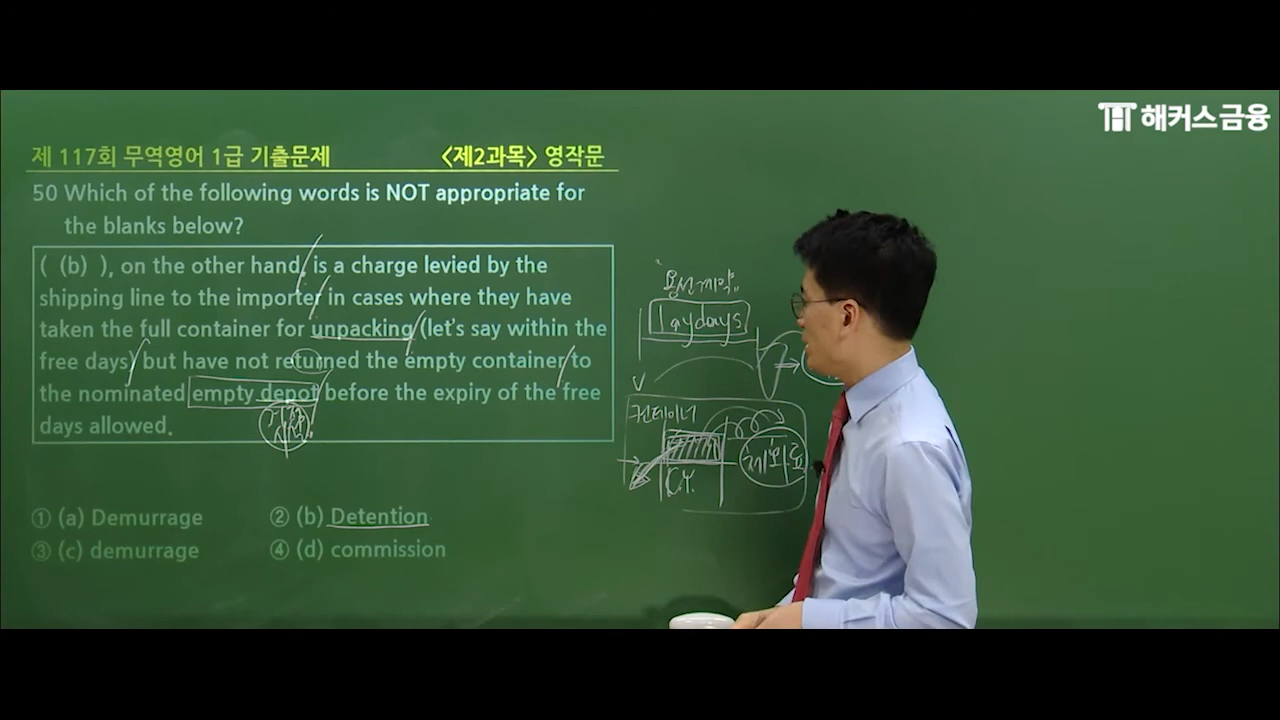 해커스금융
제 117회 무역영어 1급 기출문제 <제2과목> 영작문
50 Which of the following words is NOT appropriate for
the blanks below?
( (b) ), on the other hand, is a charge levied by the
shipping line to the importer in cases where they have
taken the full container for unpacking (let's say within the
free days) but have not returned the empty container to
the nominated empty depot before the expiry of the free
days allowed.
① (a) Demurrage ② (b) Detention
③ (c) demurrage ④ (d) commission
용선계약
laydays
컨테이너
C.Y.